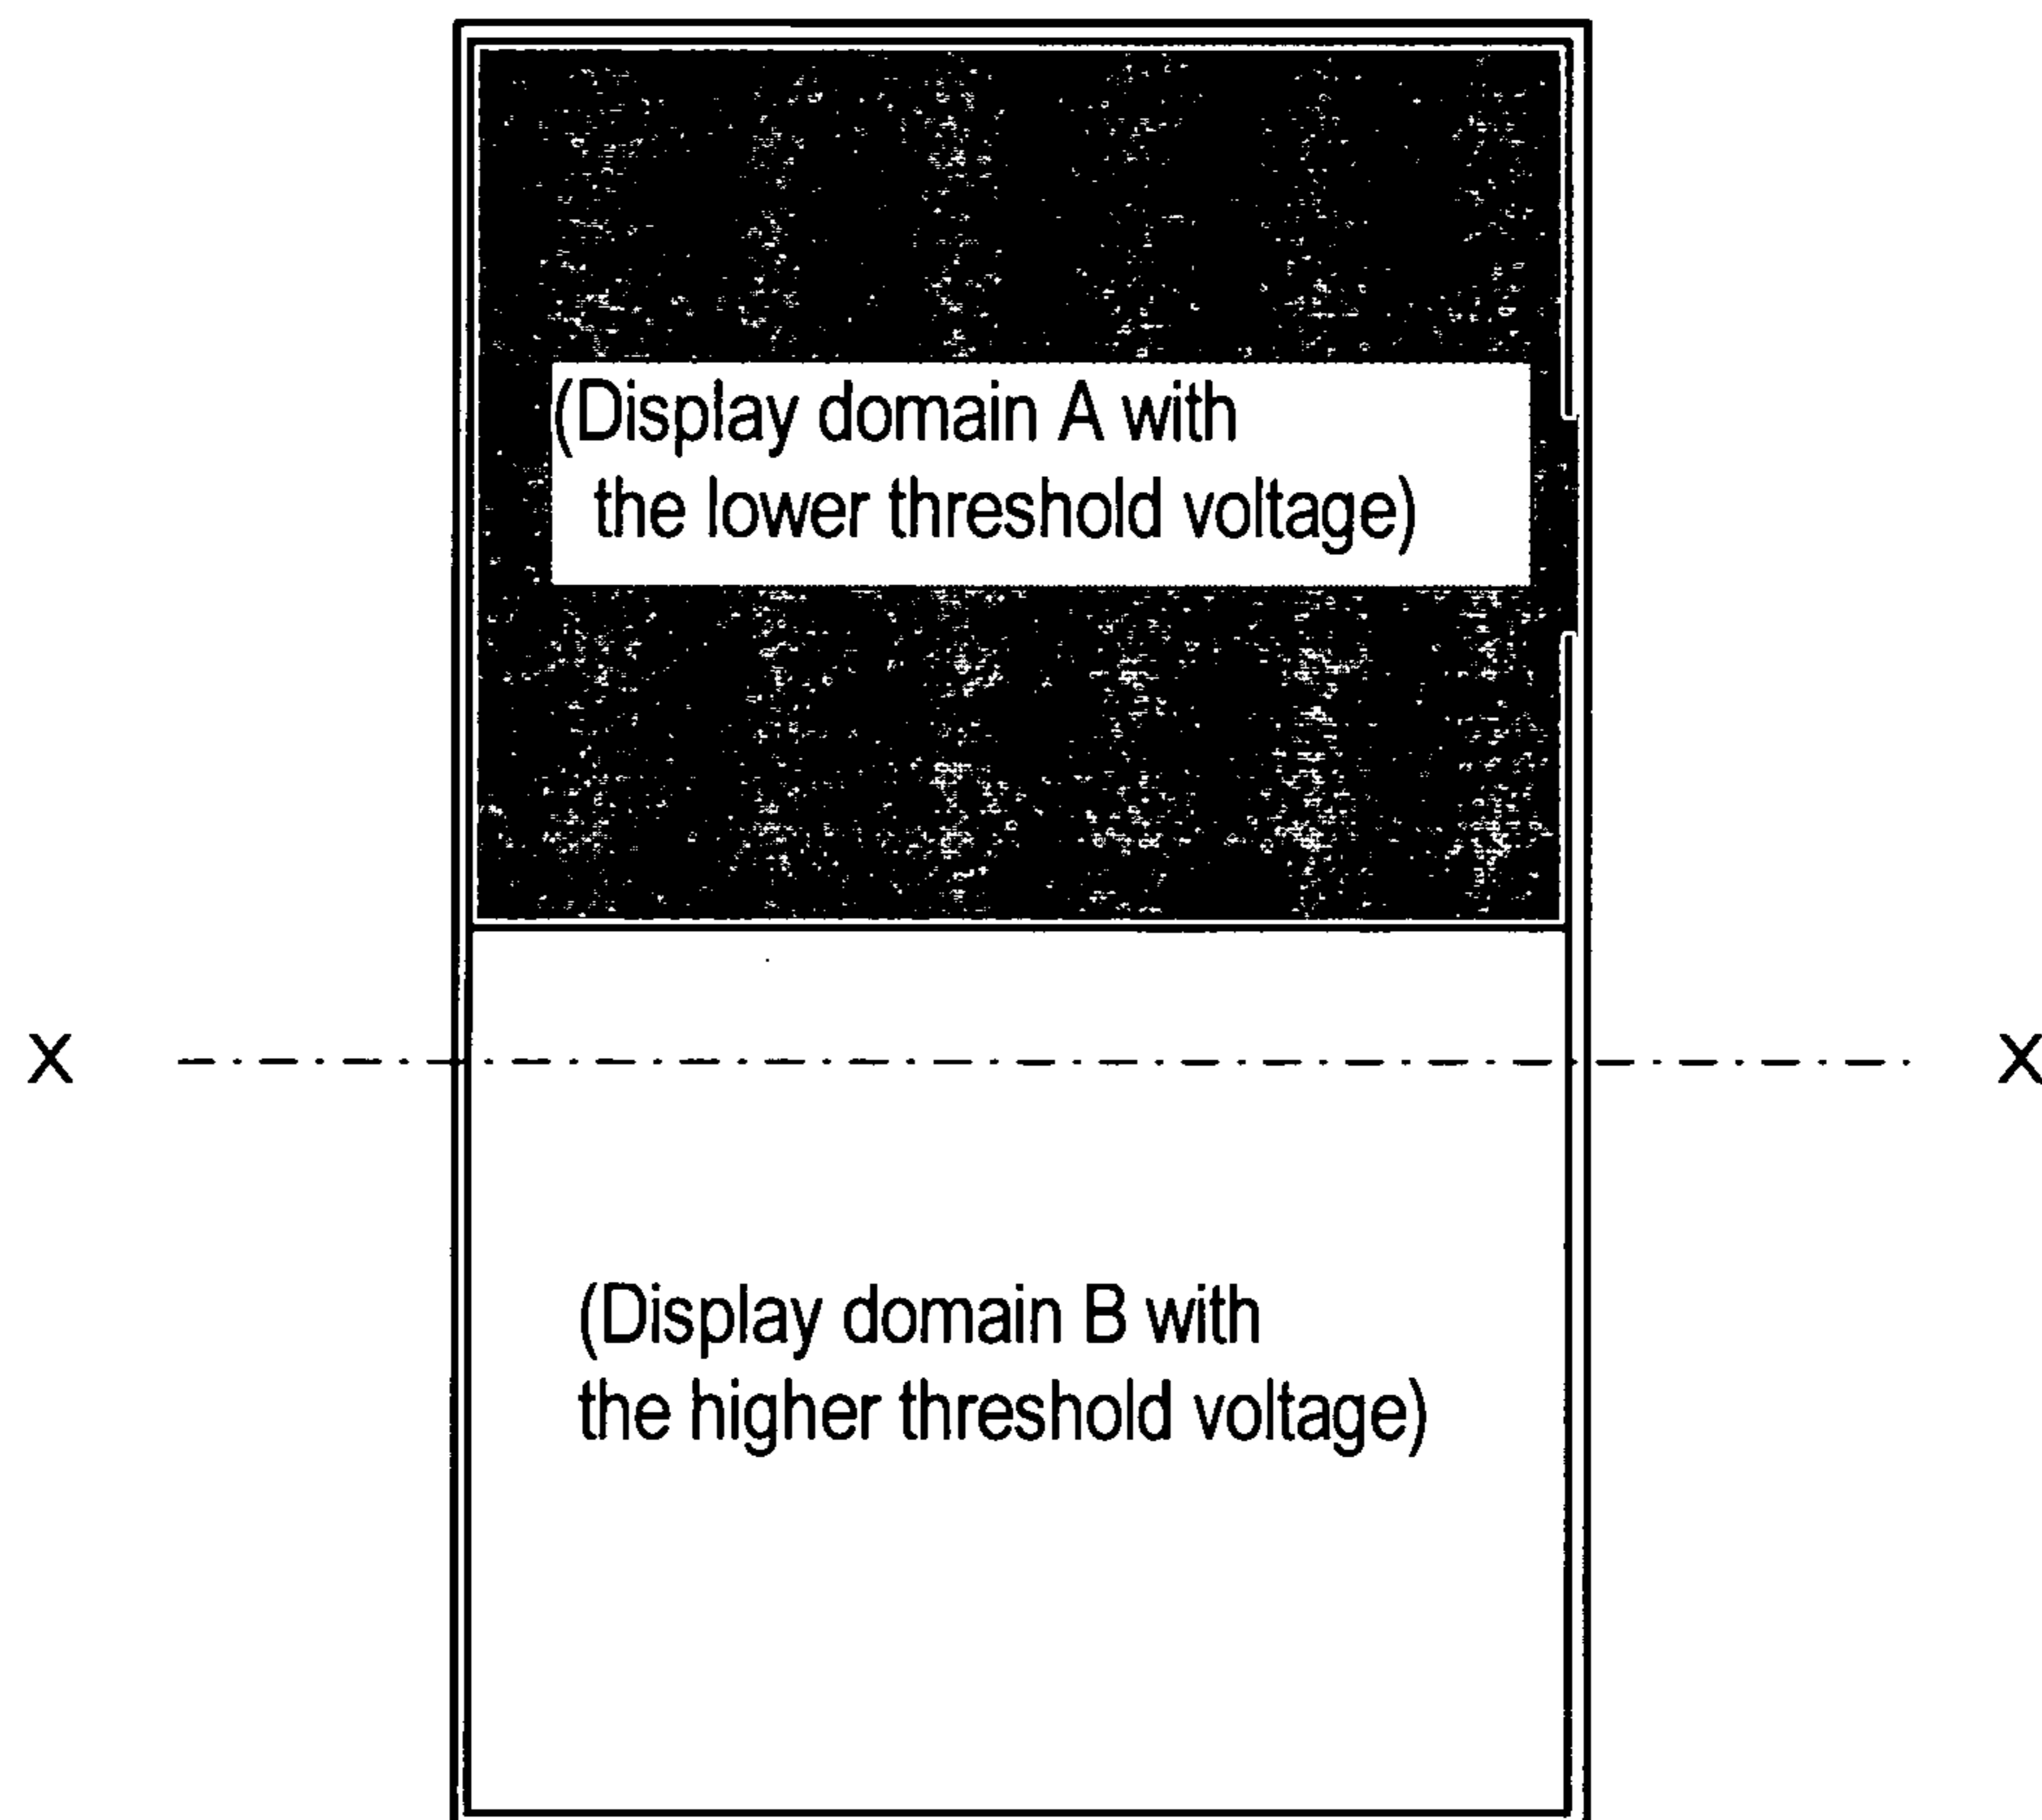 (Display domain A with
the lower threshold voltage)
X X
(Display domain B with
the higher threshold voltage)